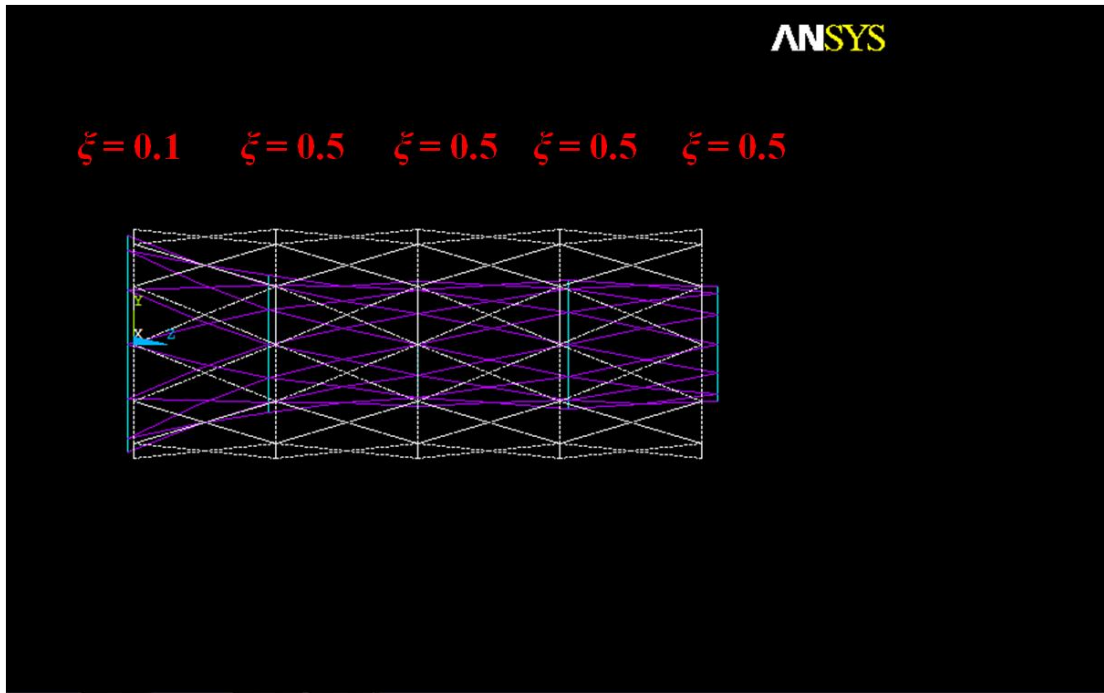 ANSYS
ξ = 0.1 ξ = 0.5 ξ = 0.5 ξ = 0.5 ξ = 0.5
Y
X Z